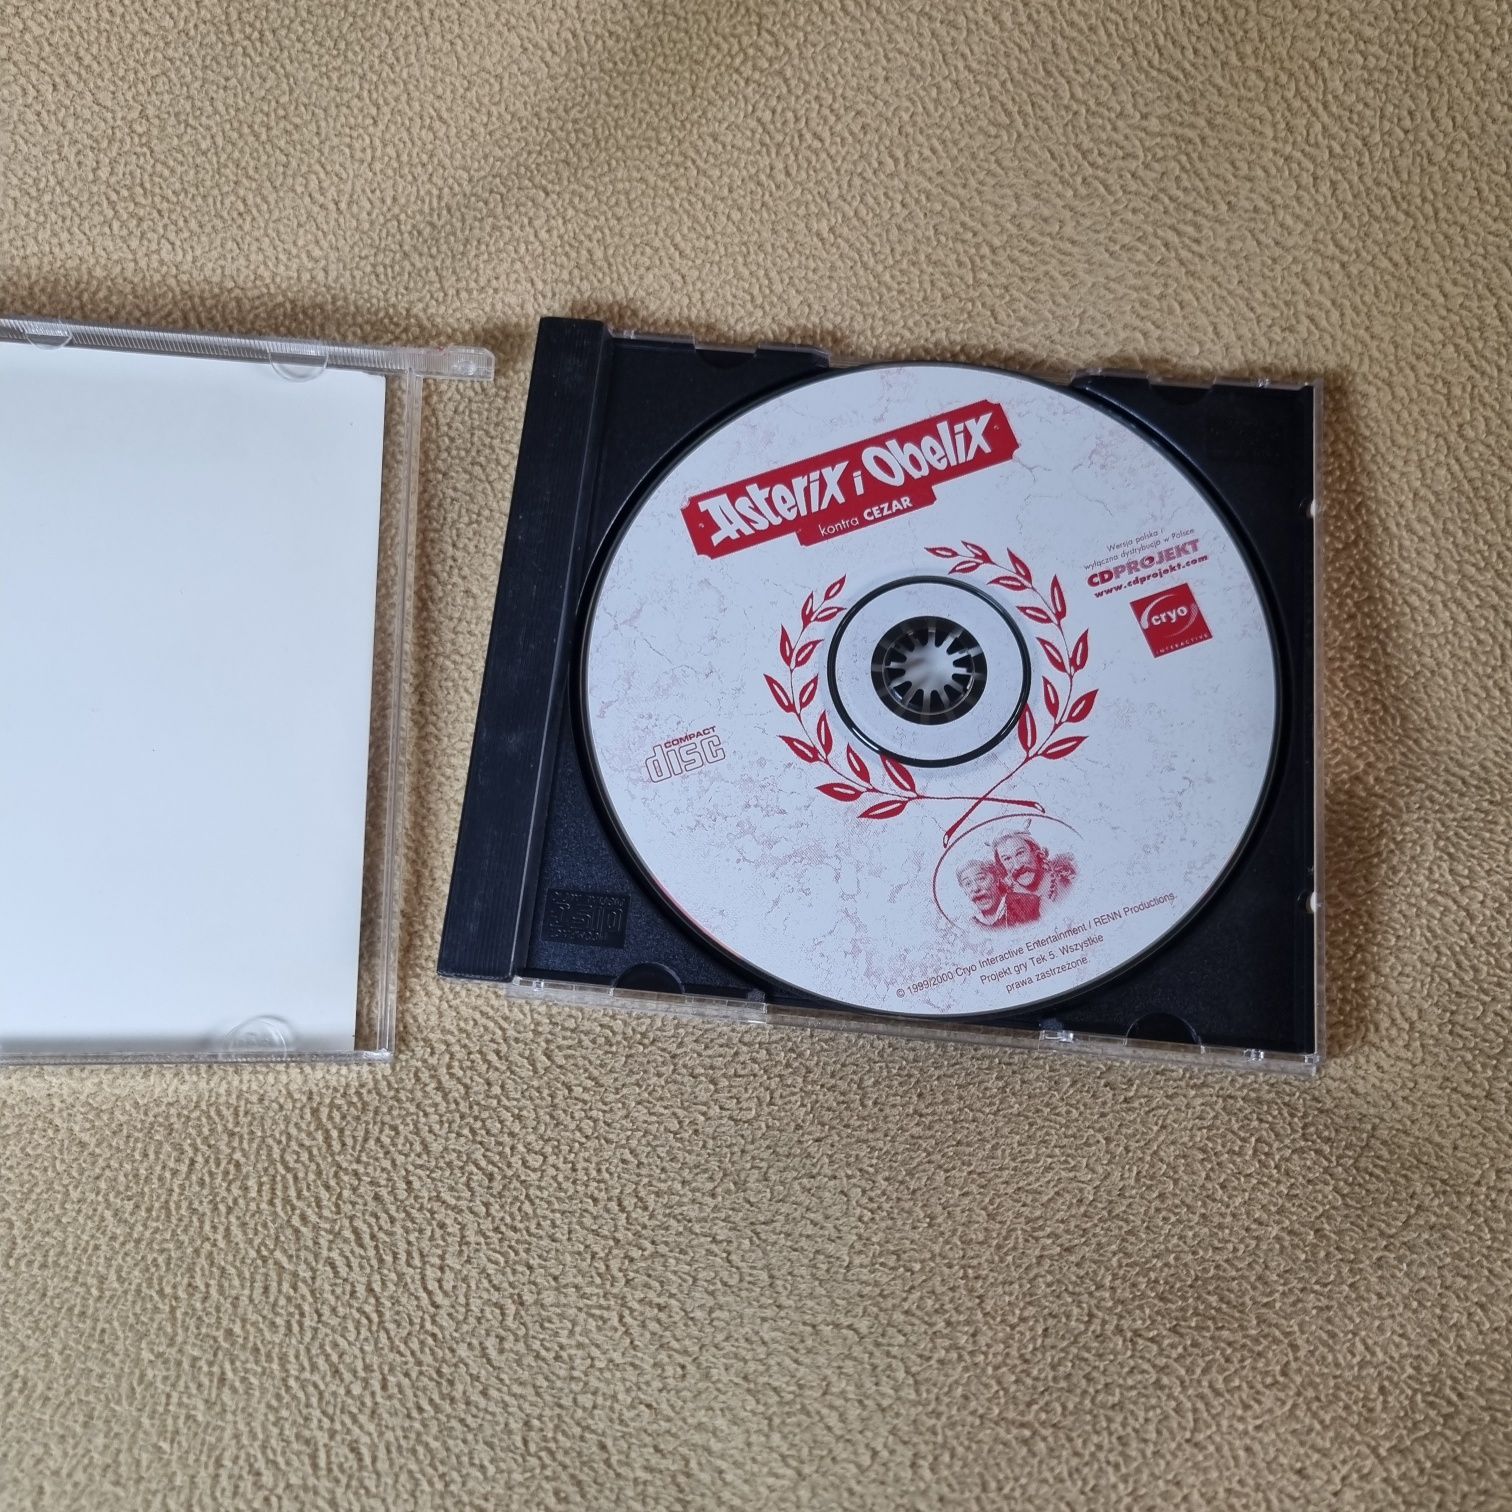 Asterix i Obelix
kontra CEZAR
Wersja polska i
wyłączna dystrybucja w Polsce
CDPROJEKT
www.cdprojekt.com
cryo
INTERACTIVE
COMPACT
disc
© 1999/2000 Cryo Interactive Entertainment / RENN Productions.
Projekt gry Tek 5. Wszystkie
prawa zastrzeżone.